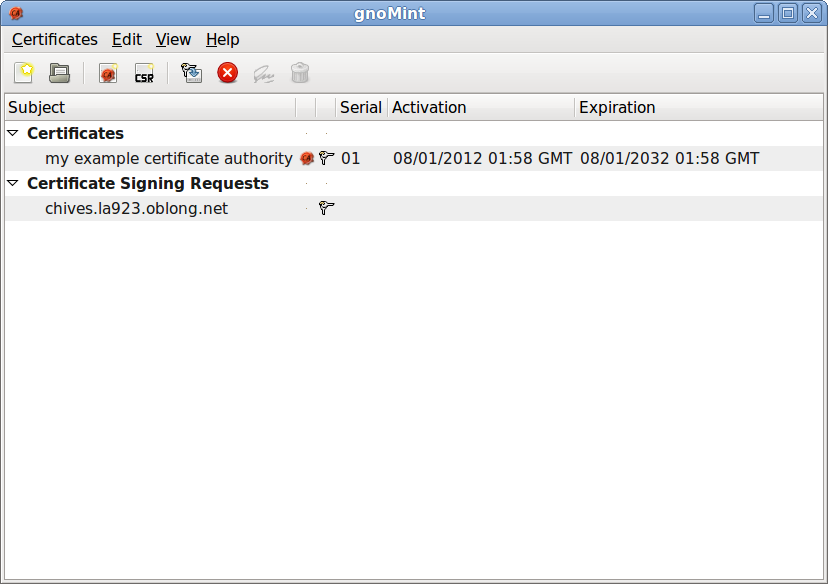 gnoMint
Certificates Edit View Help
CSR
Subject Serial Activation Expiration
Certificates
my example certificate authority 01 08/01/2012 01:58 GMT 08/01/2032 01:58 GMT
Certificate Signing Requests
chives.la923.oblong.net